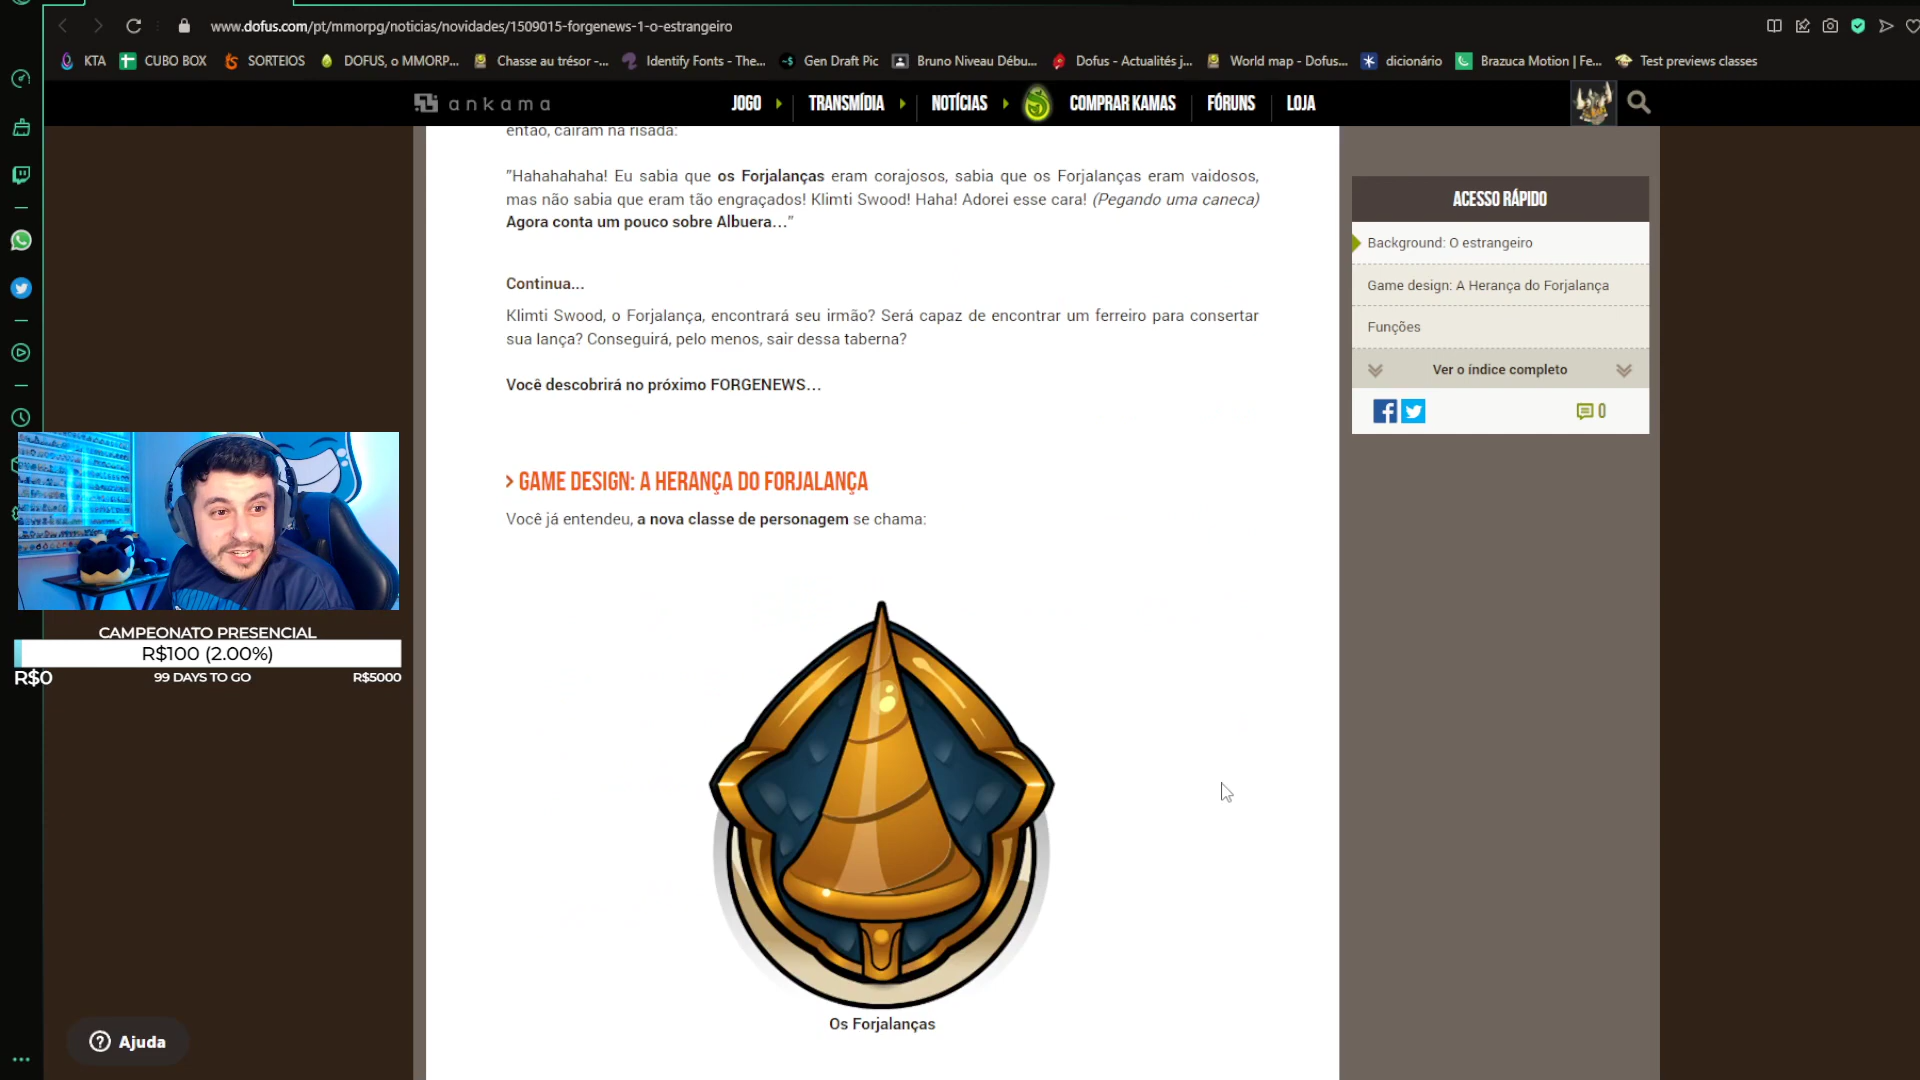 www.dofus.com/pt/mmorpg/noticias/novidades/1509015-forgenews-1-o-estrangeiro
KTA
CUBO BOX
SORTEIOS
DOFUS, o MMORP...
Chasse au trésor -...
Identify Fonts - The...
Gen Draft Pic
Bruno Niveau Débu...
Dofus - Actualités j...
World map - Dofus...
dicionário
Brazuca Motion | Fe...
Test previews classes
ankama
JOGO
TRANSMÍDIA
NOTÍCIAS
COMPRAR KAMAS
FÓRUNS
LOJA
então, caíram na risada:
"Hahahahaha! Eu sabia que os Forjalanças eram corajosos, sabia que os Forjalanças eram vaidosos,
mas não sabia que eram tão engraçados! Klimti Swood! Haha! Adorei esse cara! (Pegando uma caneca)
Agora conta um pouco sobre Albuera..."
Continua...
Klimti Swood, o Forjalança, encontrará seu irmão? Será capaz de encontrar um ferreiro para consertar
sua lança? Conseguirá, pelo menos, sair dessa taberna?
Você descobrirá no próximo FORGENEWS...
> GAME DESIGN: A HERANÇA DO FORJALANÇA
Você já entendeu, a nova classe de personagem se chama:
Os Forjalanças
ACESSO RÁPIDO
Background: O estrangeiro
Game design: A Herança do Forjalança
Funções
Ver o índice completo
0
CAMPEONATO PRESENCIAL
R$100 (2.00%)
R$0
99 DAYS TO GO
R$5000
Ajuda